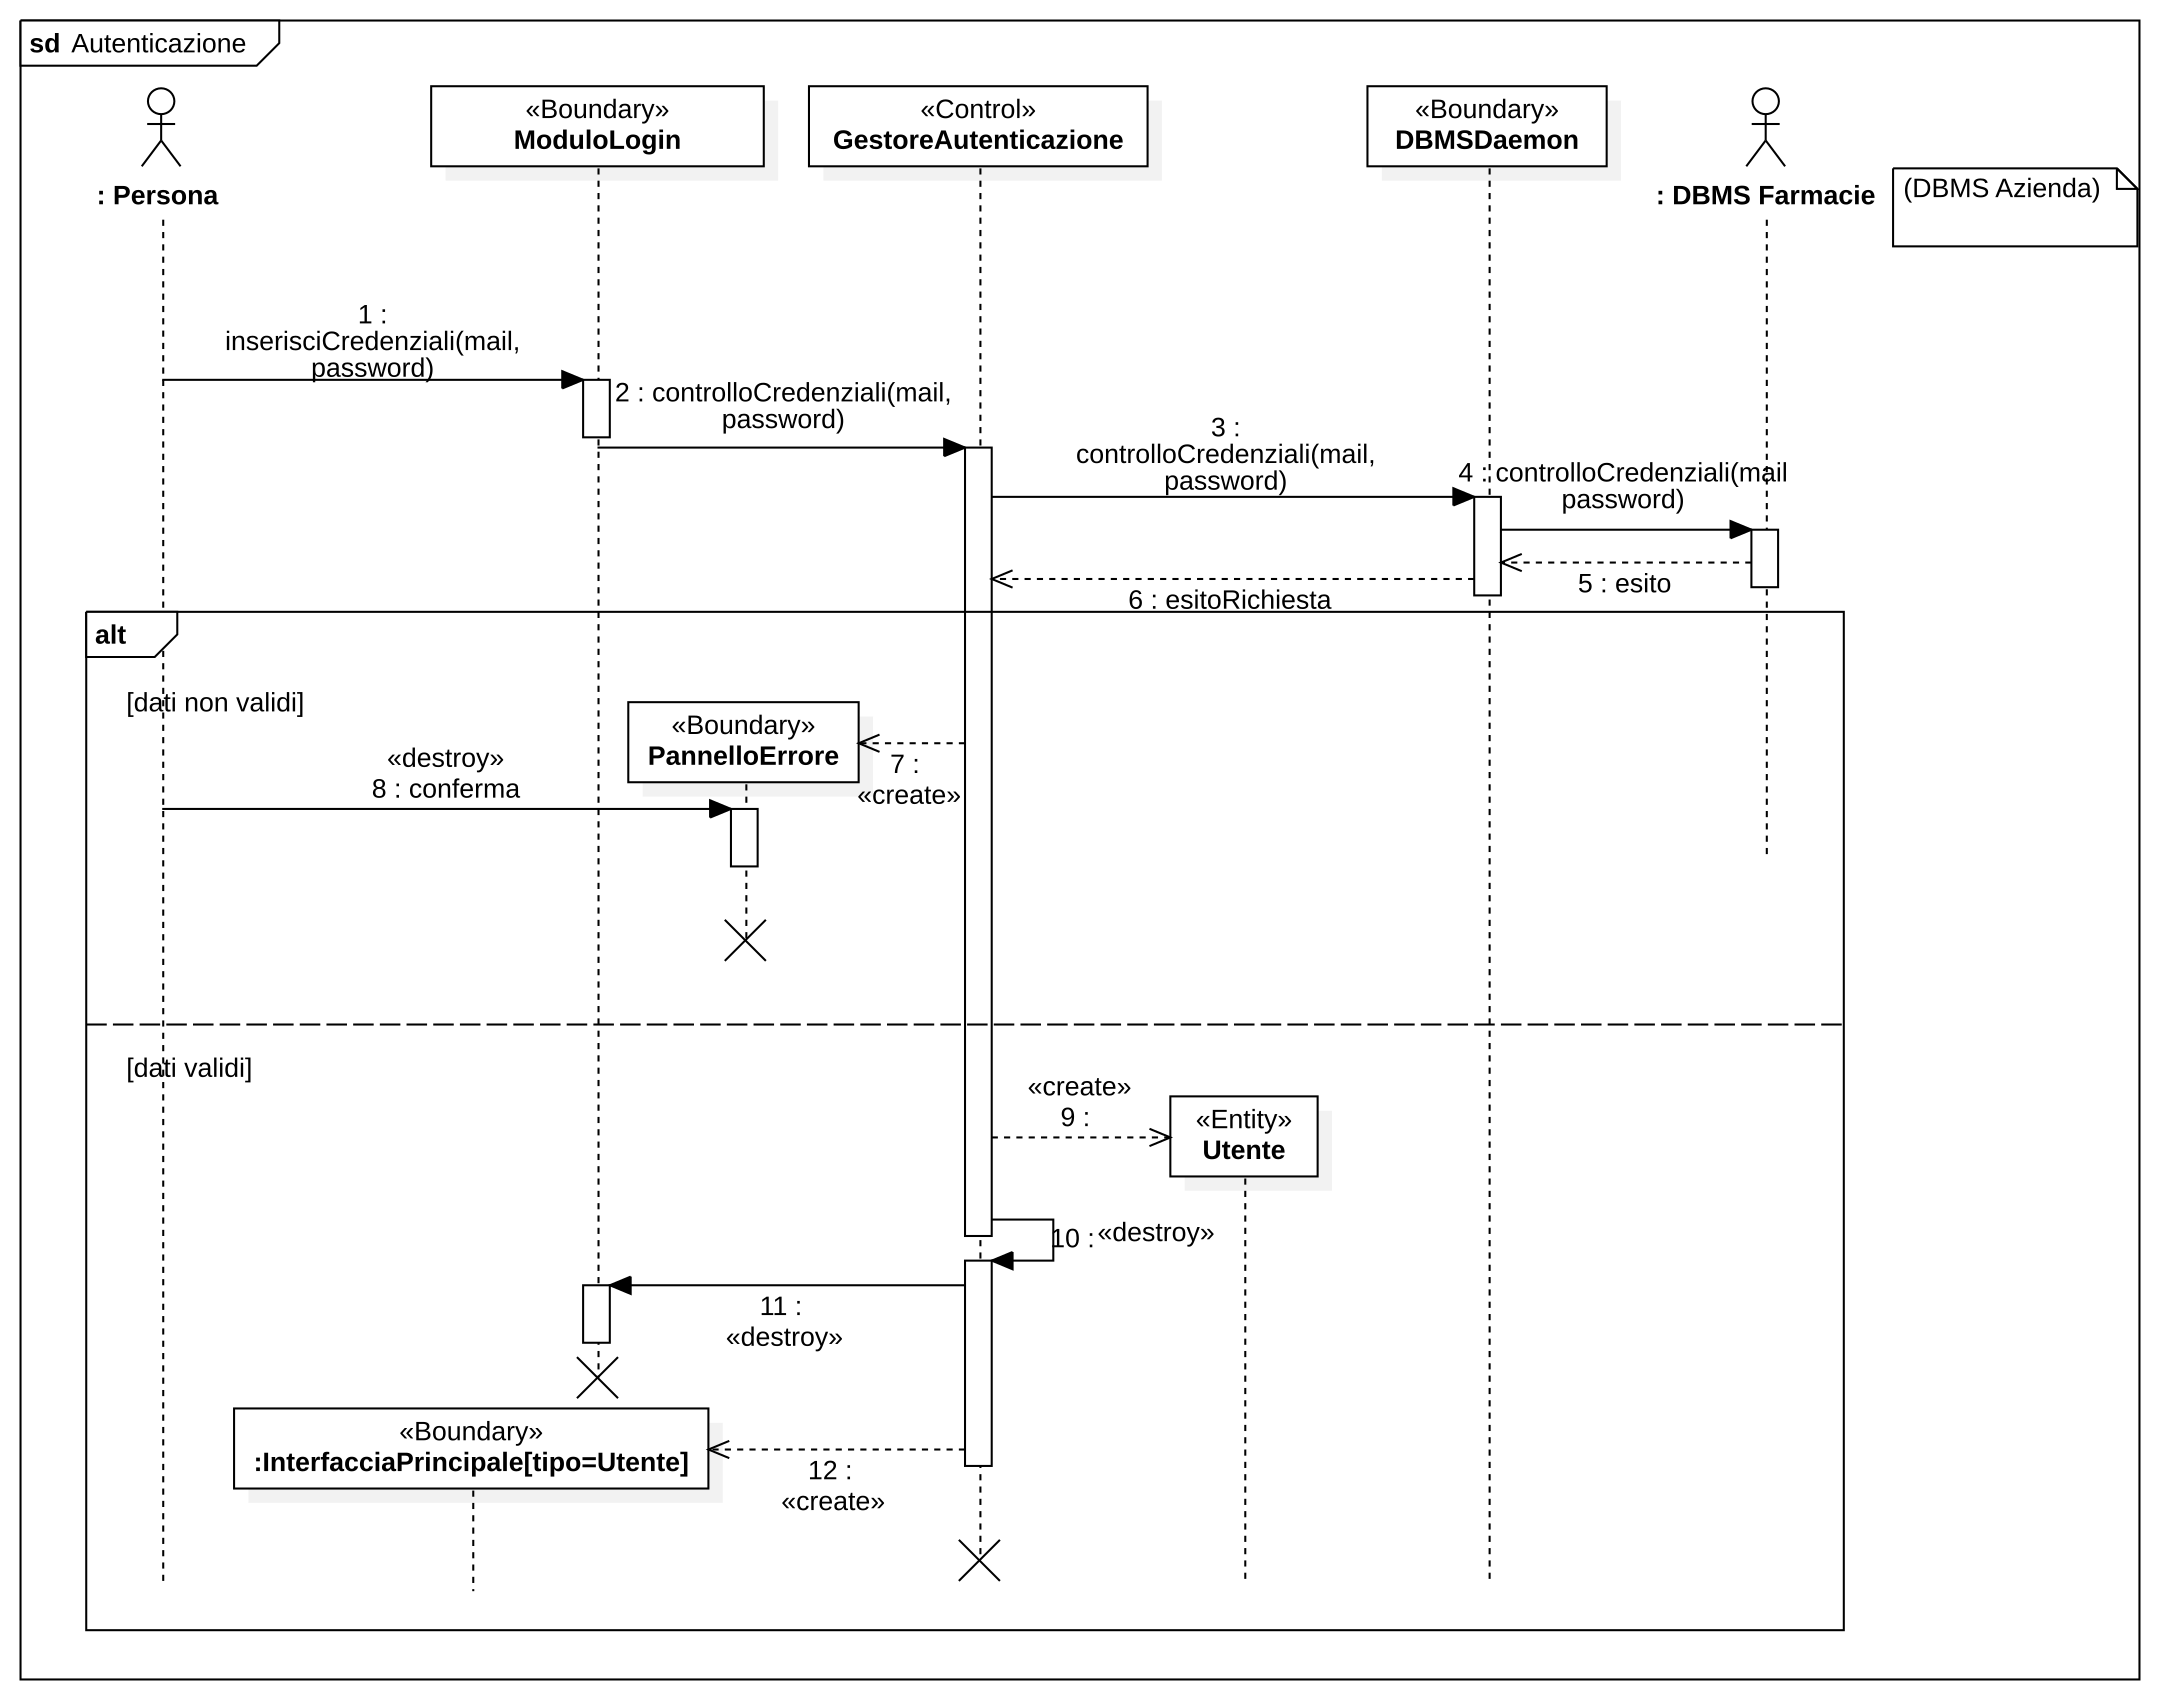 sd Autenticazione
«Boundary»
ModuloLogin
«Control»
GestoreAutenticazione
«Boundary»
DBMSDaemon
: Persona
: DBMS Farmacie
(DBMS Azienda)
1 :
inserisciCredenziali(mail,
password)
2 : controlloCredenziali(mail,
password)
3 :
controlloCredenziali(mail,
password)
4 : controlloCredenziali(mail
password)
5 : esito
6 : esitoRichiesta
alt
[dati non validi]
«Boundary»
PannelloErrore
7 :
«create»
«destroy»
8 : conferma
[dati validi]
«create»
9 :
«Entity»
Utente
10 : «destroy»
11 :
«destroy»
«Boundary»
:InterfacciaPrincipale[tipo=Utente]
12 :
«create»